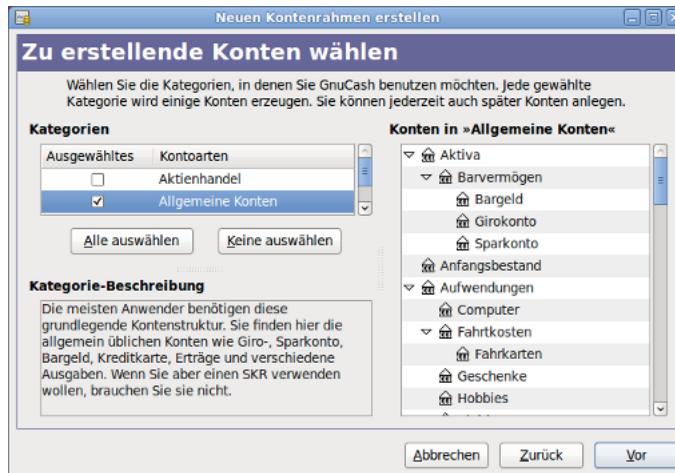 Neuen Kontenrahmen erstellen
Zu erstellende Konten wählen
Wählen Sie die Kategorien, in denen Sie GnuCash benutzen möchten. Jede gewählte
Kategorie wird einige Konten erzeugen. Sie können jederzeit auch später Konten anlegen.
Kategorien
Ausgewähltes Kontoarten
Aktienhandel
Allgemeine Konten
Alle auswählen Keine auswählen
Kategorie-Beschreibung
Die meisten Anwender benötigen diese
grundlegende Kontenstruktur. Sie finden hier die
allgemein üblichen Konten wie Giro-, Sparkonto,
Bargeld, Kreditkarte, Erträge und verschiedene
Ausgaben. Wenn Sie aber einen SKR verwenden
wollen, brauchen Sie sie nicht.
Konten in »Allgemeine Konten«
Aktiva
Barvermögen
Bargeld
Girokonto
Sparkonto
Anfangsbestand
Aufwendungen
Computer
Fahrtkosten
Fahrkarten
Geschenke
Hobbies
Abbrechen Zurück Vor